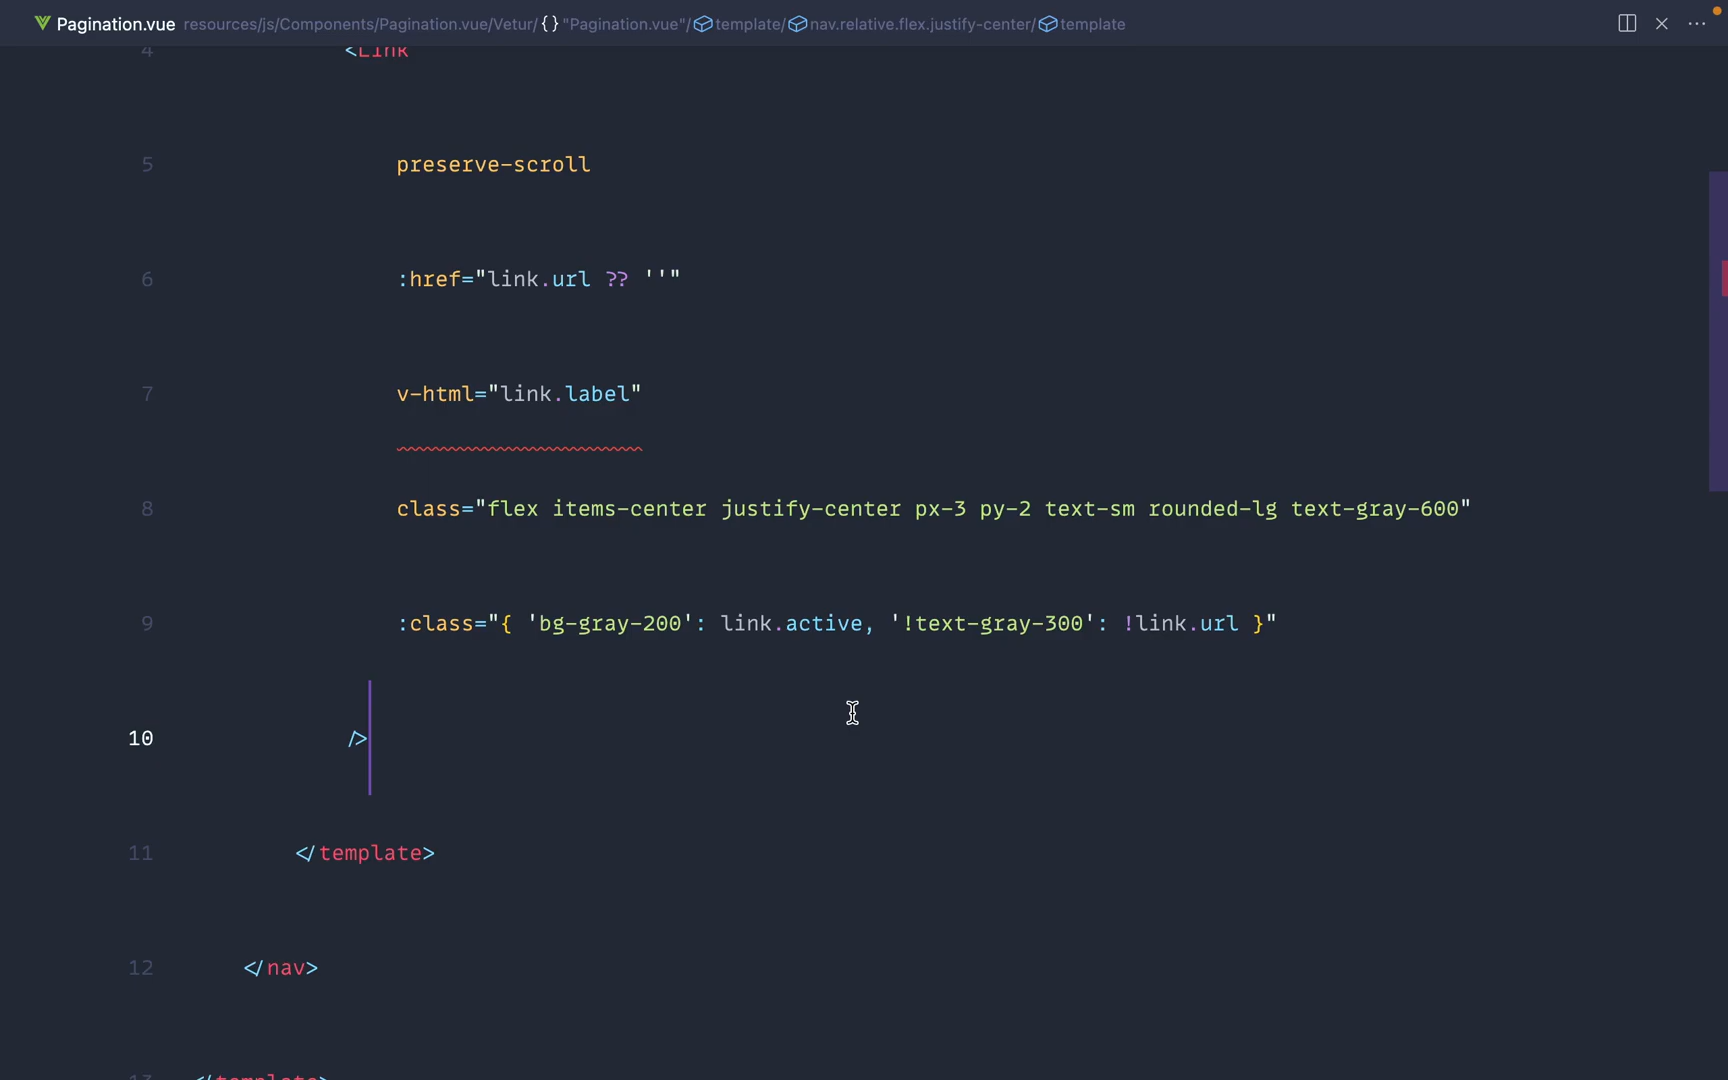 Pagination.vue resources/js/Components/Pagination.vue/Vetur/{}"Pagination.vue"/template/nav.relative.flex.justify-center/template
4 <Link
5 preserve-scroll
6 :href="link.url ?? ''"
7 v-html="link.label"
8 class="flex items-center justify-center px-3 py-2 text-sm rounded-lg text-gray-600"
9 :class="{ 'bg-gray-200': link.active, '!text-gray-300': !link.url }"
10 />
11 </template>
12 </nav>
13 </template>